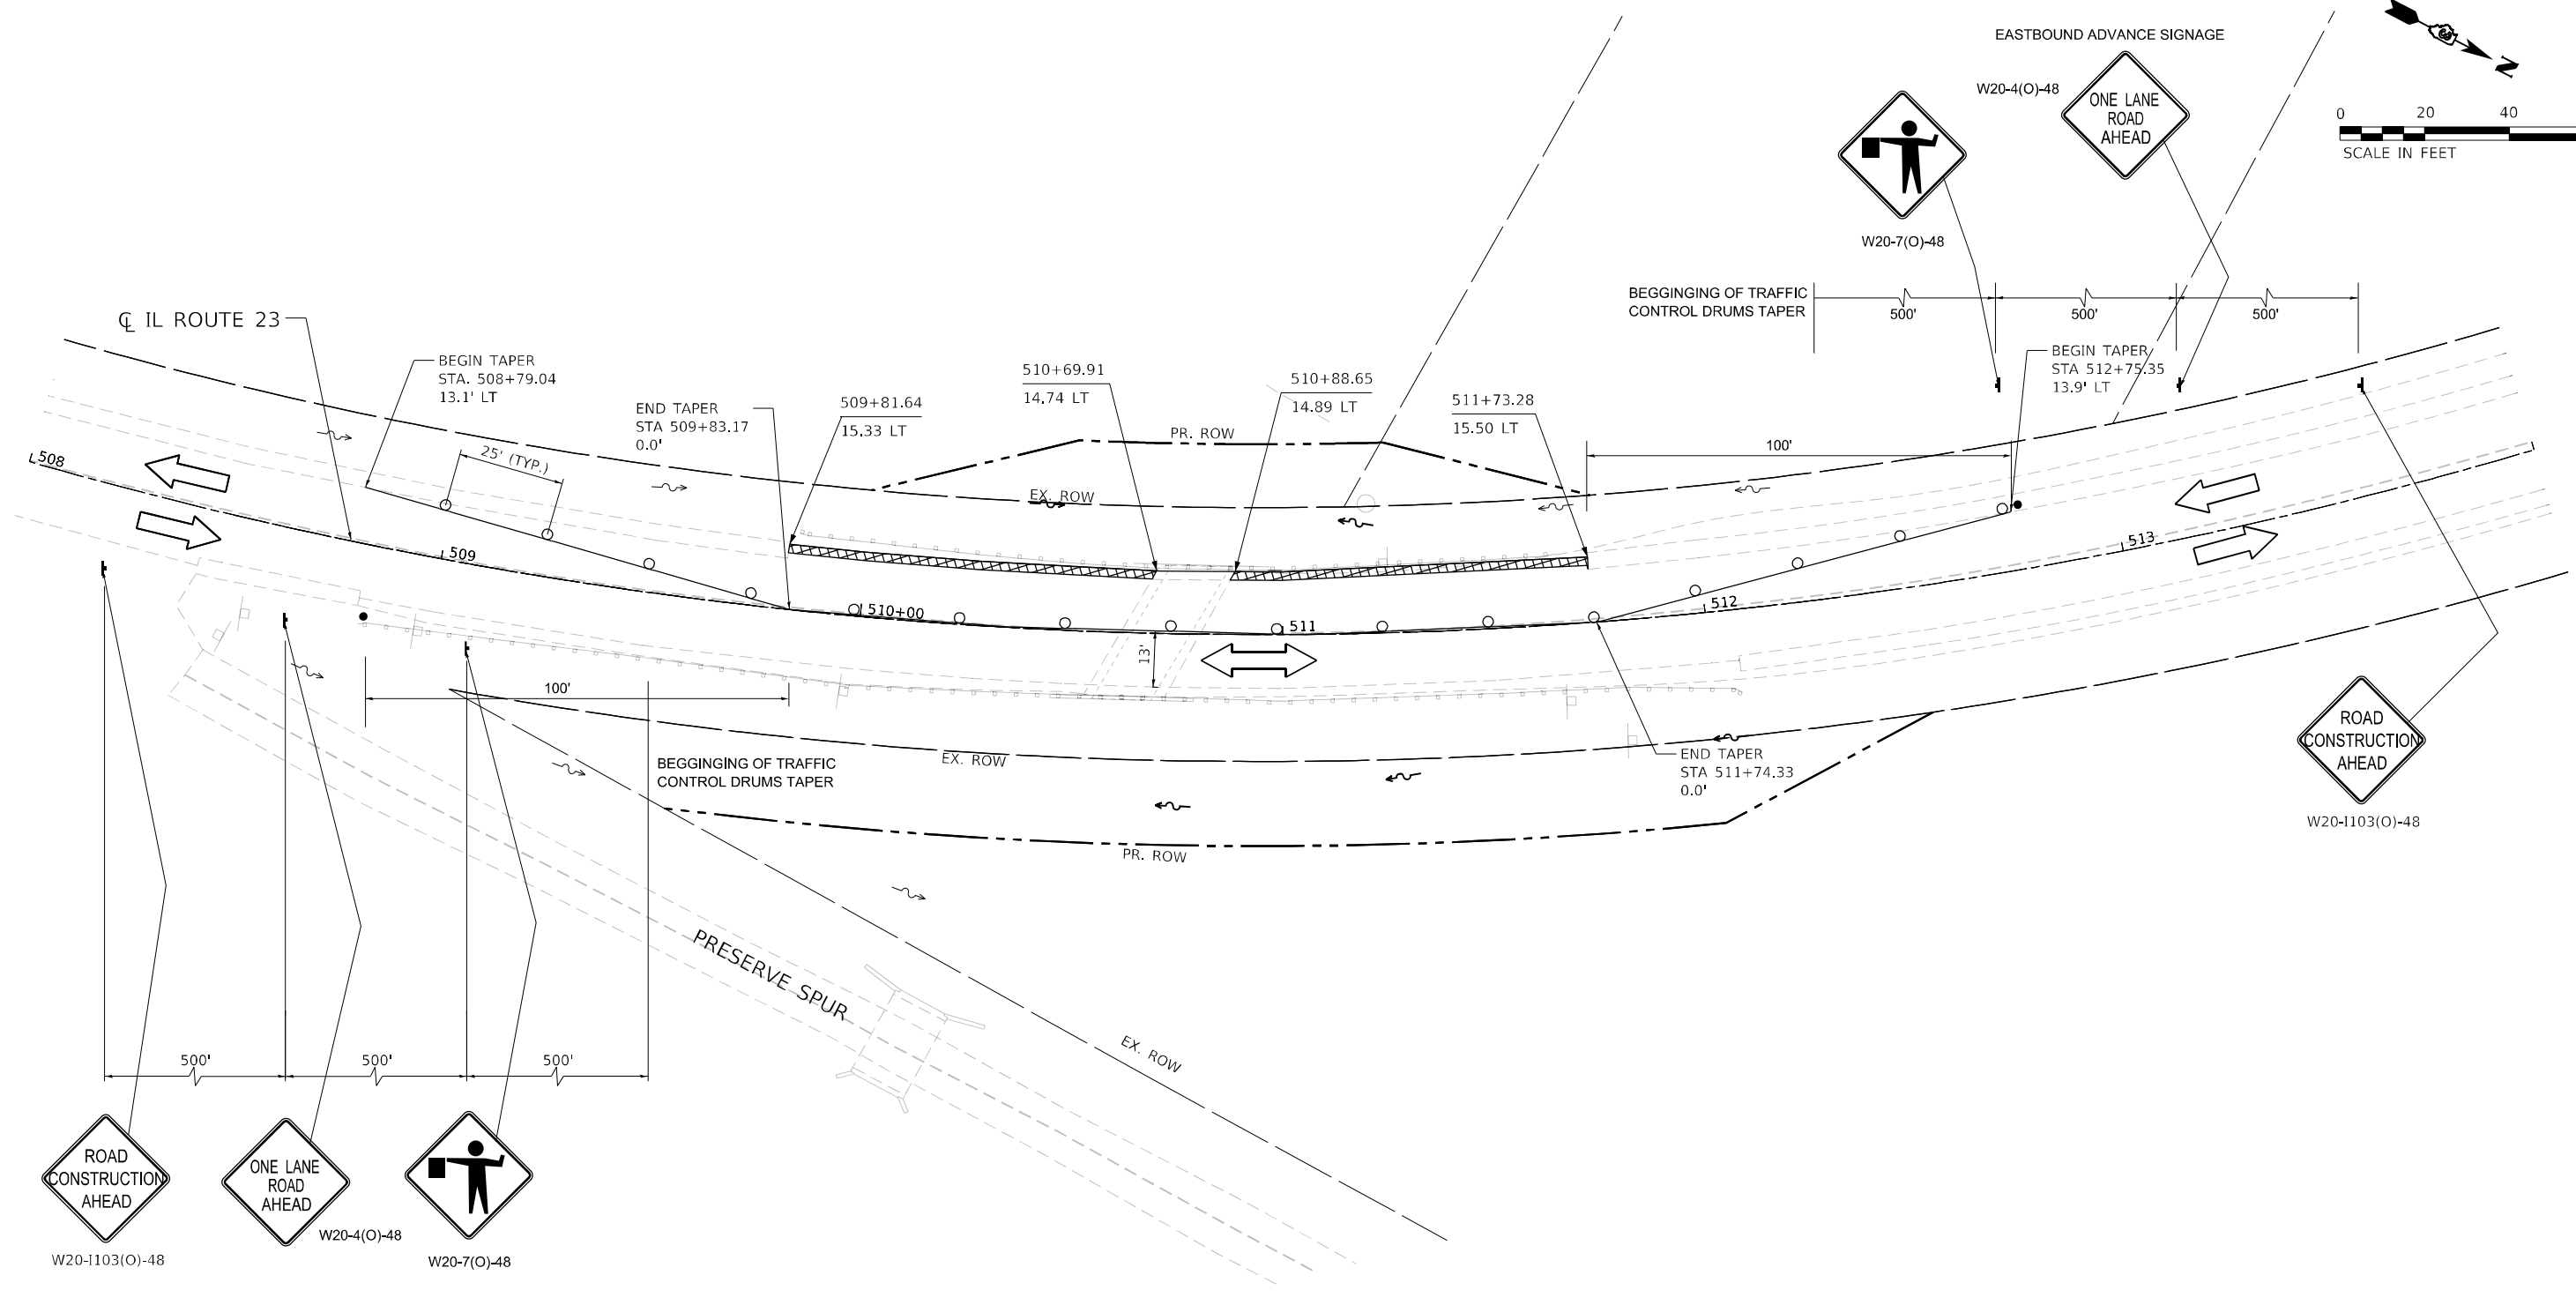 EASTBOUND ADVANCE SIGNAGE
N
W20-4(O)-48
ONE LANE
ROAD
AHEAD
0 20 40
SCALE IN FEET
W20-7(O)-48
BEGGINGING OF TRAFFIC
CONTROL DRUMS TAPER
500' 500' 500'
℄ IL ROUTE 23
BEGIN TAPER
STA. 508+79.04
13.1' LT
END TAPER
STA 509+83.17
0.0'
509+81.64
15.33 LT
510+69.91
14.74 LT
510+88.65
14.89 LT
511+73.28
15.50 LT
BEGIN TAPER
STA 512+75.35
13.9' LT
PR. ROW
100'
25' (TYP.)
508
EX. ROW
509
510+00
511
512
513
13'
100'
BEGGINGING OF TRAFFIC
CONTROL DRUMS TAPER
EX. ROW
END TAPER
STA 511+74.33
0.0'
ROAD
CONSTRUCTION
AHEAD
W20-I103(O)-48
PR. ROW
PRESERVE SPUR
EX. ROW
500' 500' 500'
ROAD
CONSTRUCTION
AHEAD
W20-I103(O)-48
ONE LANE
ROAD
AHEAD
W20-4(O)-48
W20-7(O)-48